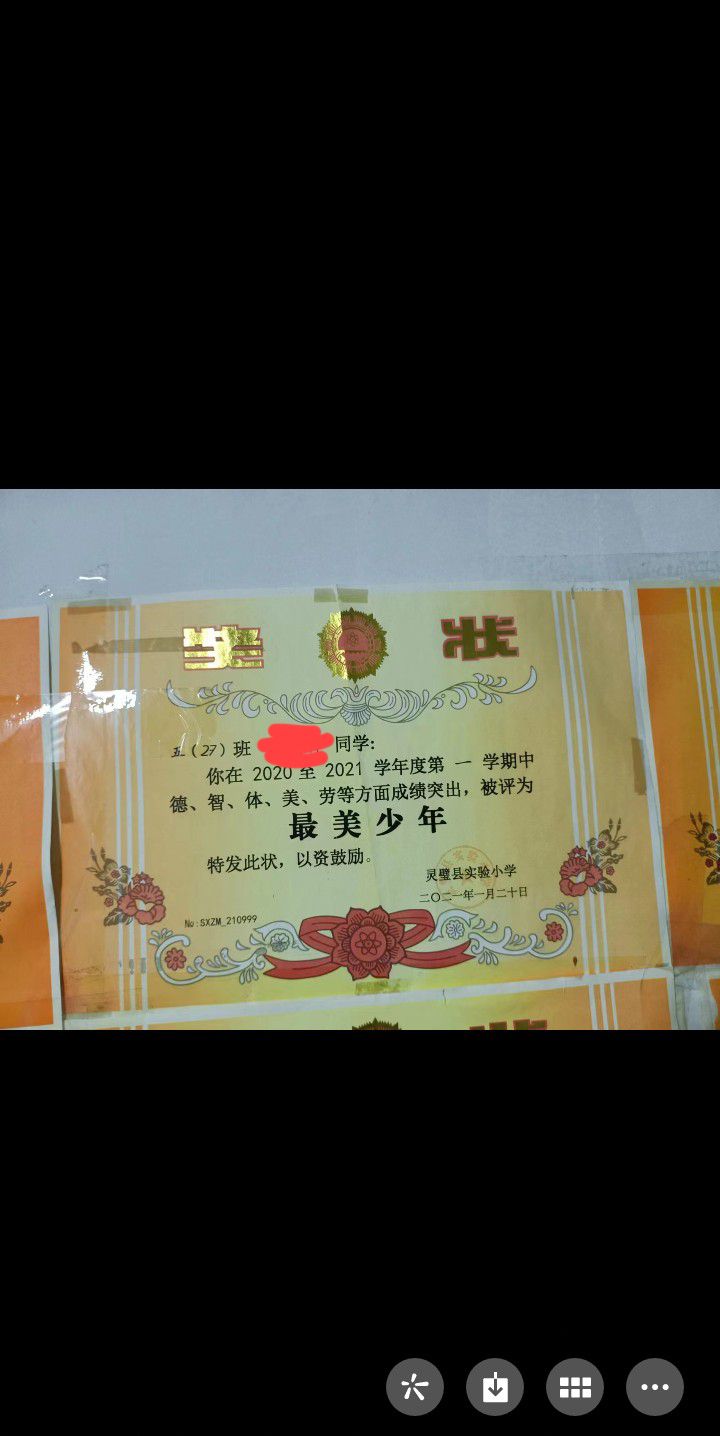 奖 状
五(27)班 同学:
你在 2020 至 2021 学年度第 一 学期中
德、智、体、美、劳等方面成绩突出,被评为
最美少年
特发此状,以资鼓励。
灵璧县实验小学
二〇二一年一月二十日
No:SXZM_210999